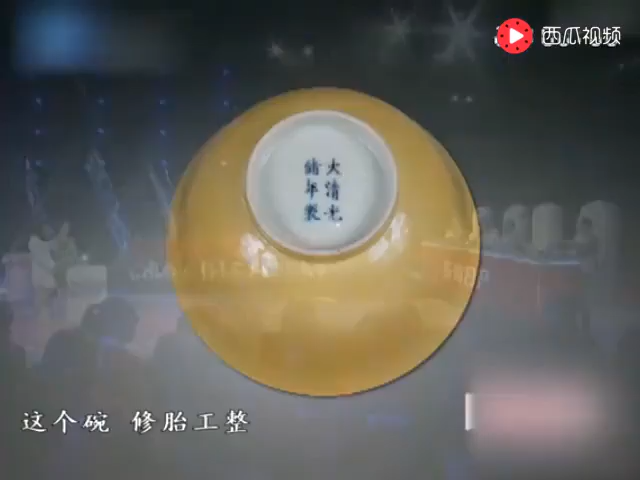 西瓜视频
大清光
緒年製
这个碗 修胎工整